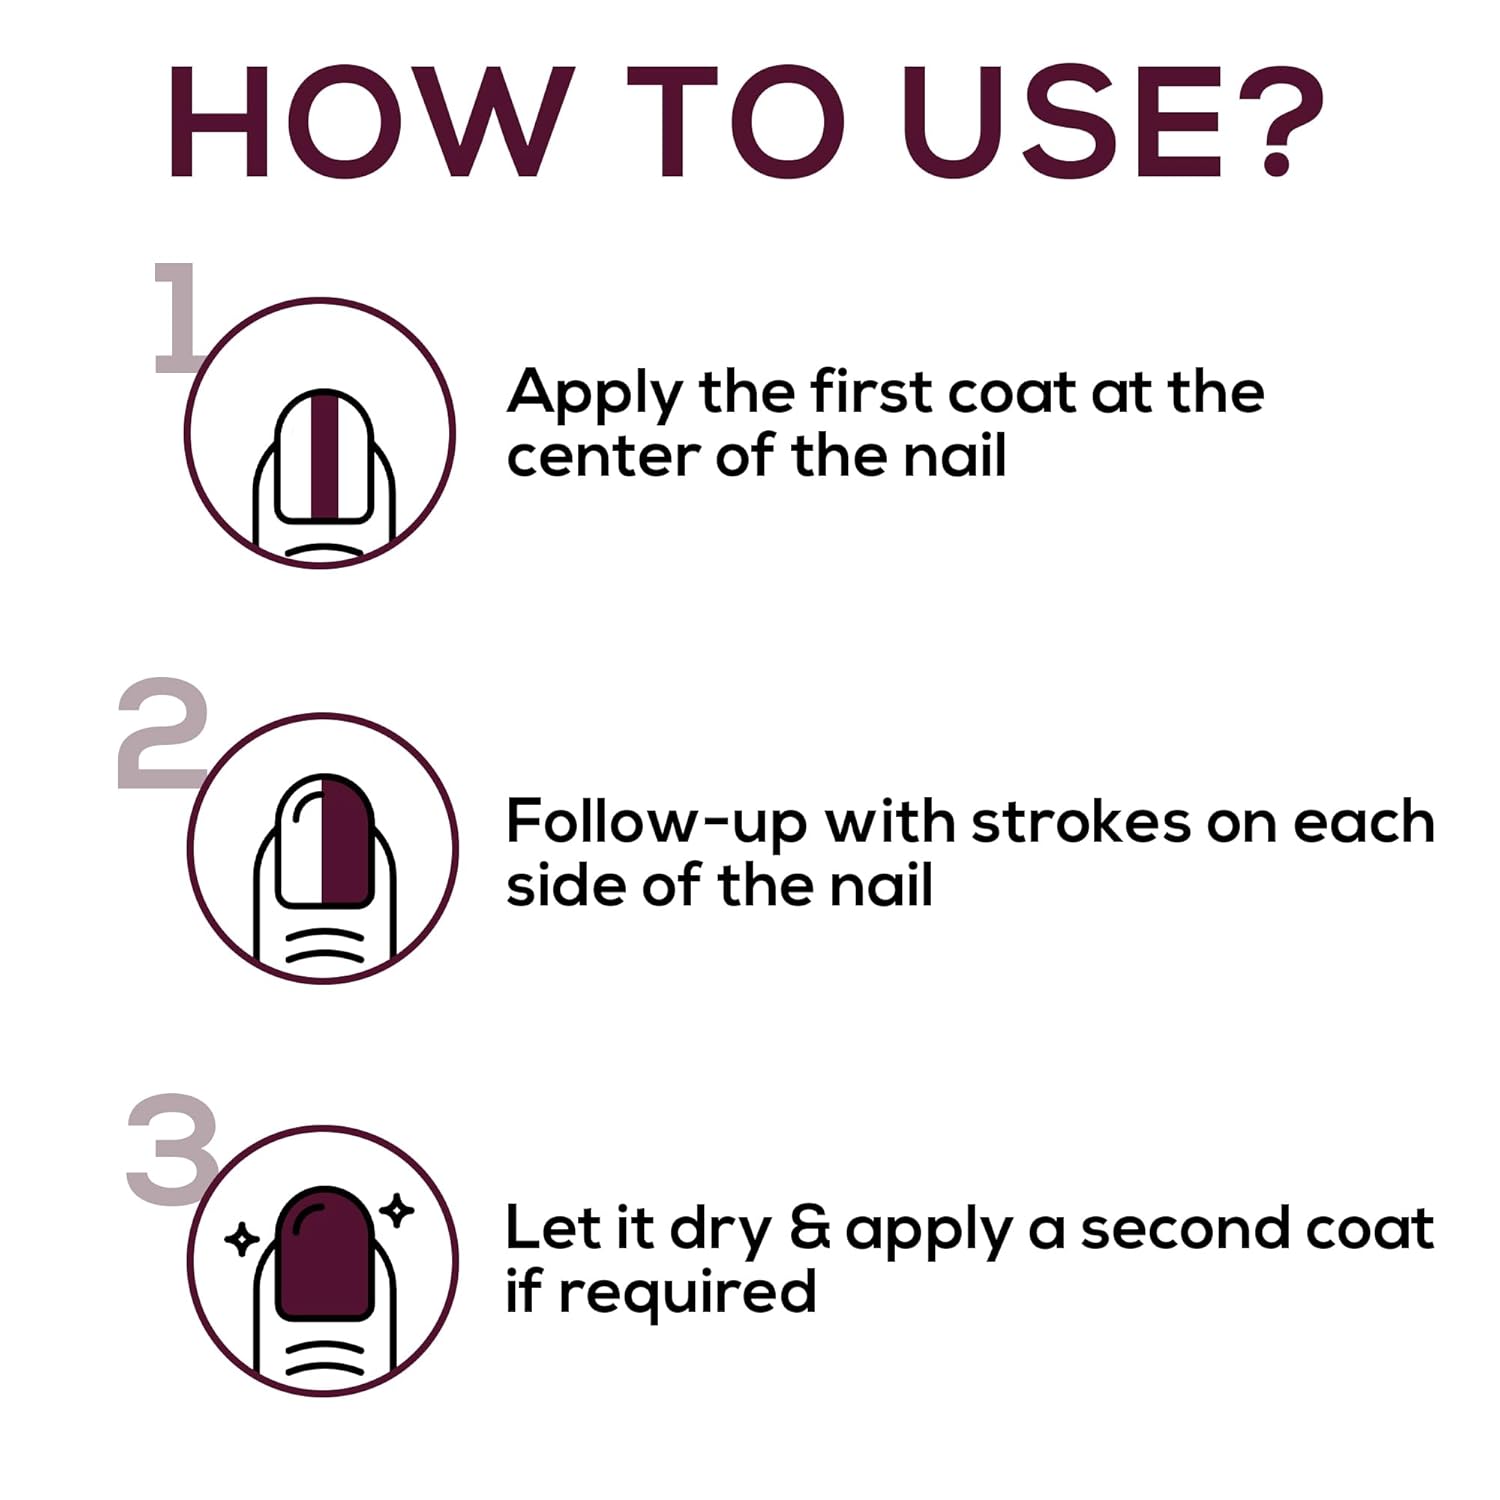 HOW TO USE?
1
Apply the first coat at the
center of the nail
2
Follow-up with strokes on each
side of the nail
3
Let it dry & apply a second coat
if required